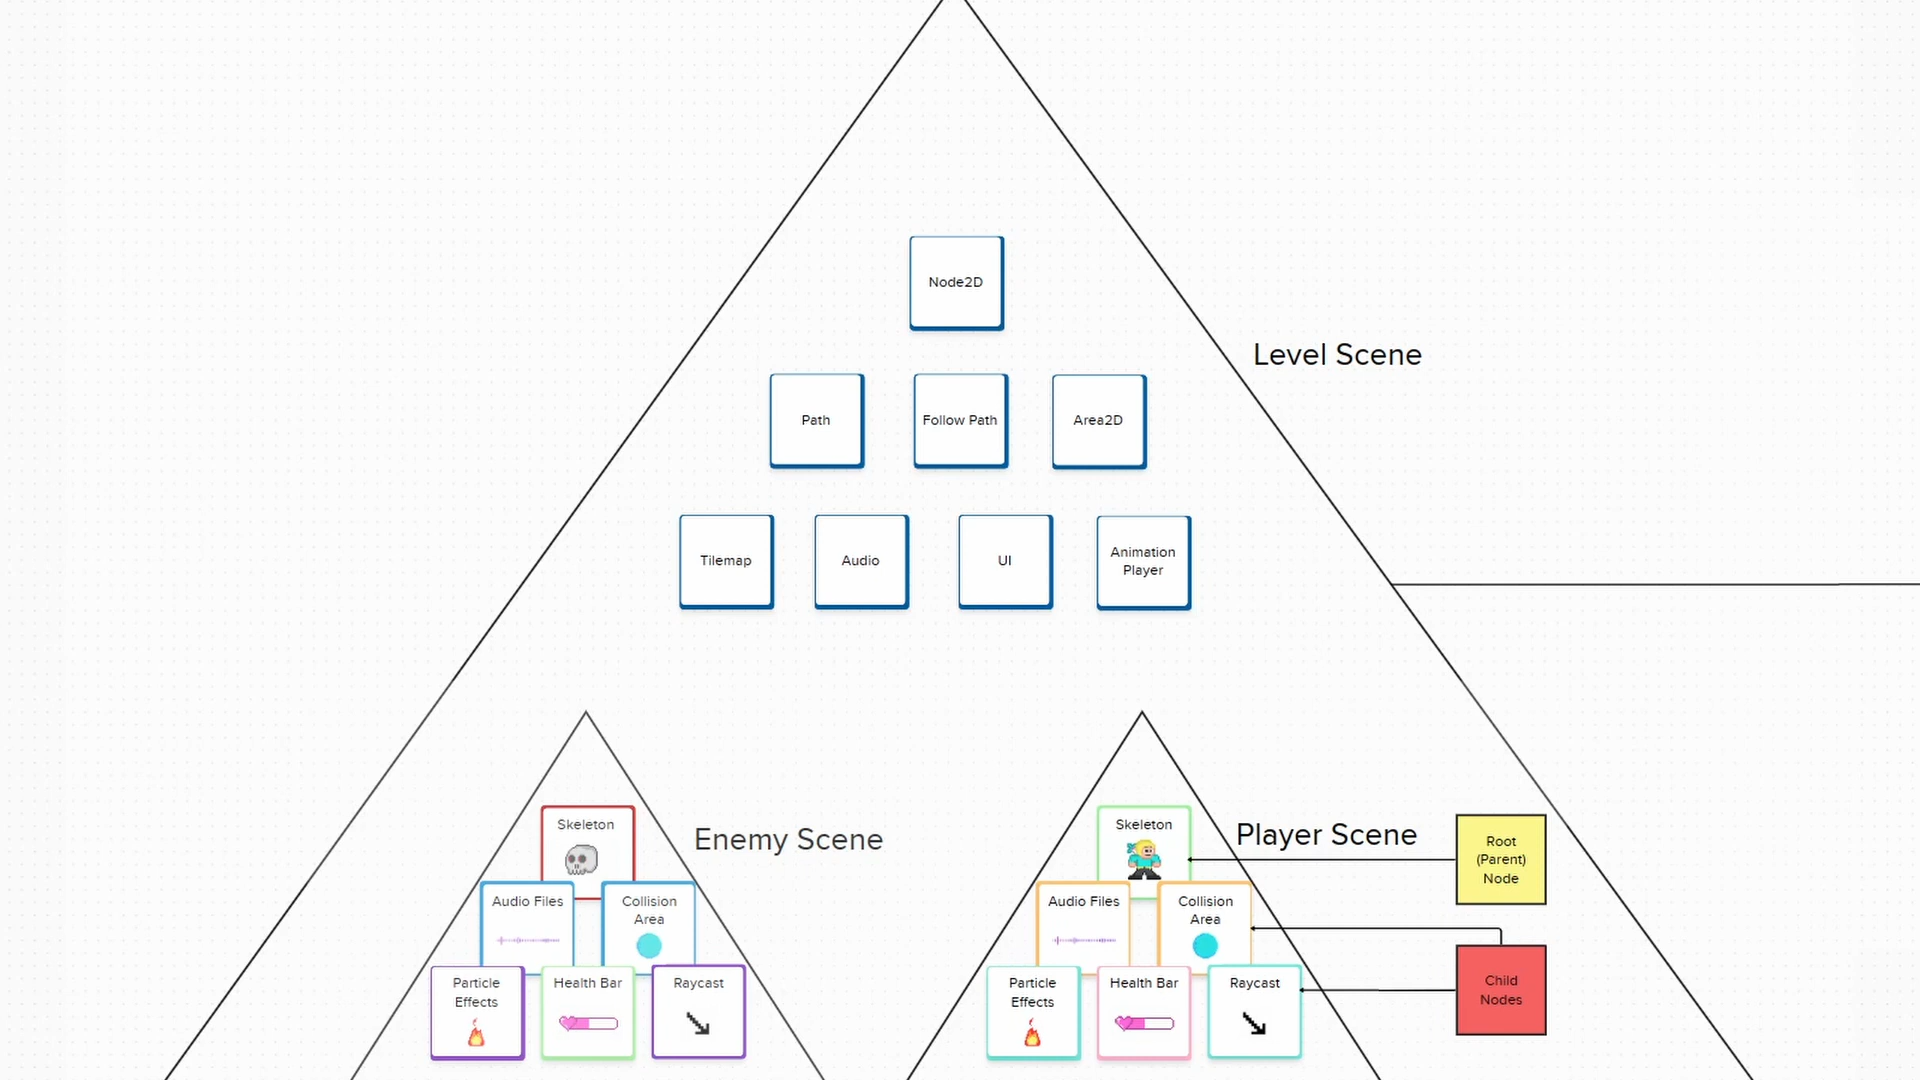 Node2D
Level Scene
Path
Follow Path
Area2D
Tilemap
Audio
UI
Animation
Player
Skeleton
Enemy Scene
Audio Files
Collision
Area
Particle
Effects
Health Bar
Raycast
Skeleton
Player Scene
Audio Files
Collision
Area
Particle
Effects
Health Bar
Raycast
Root
(Parent)
Node
Child
Nodes